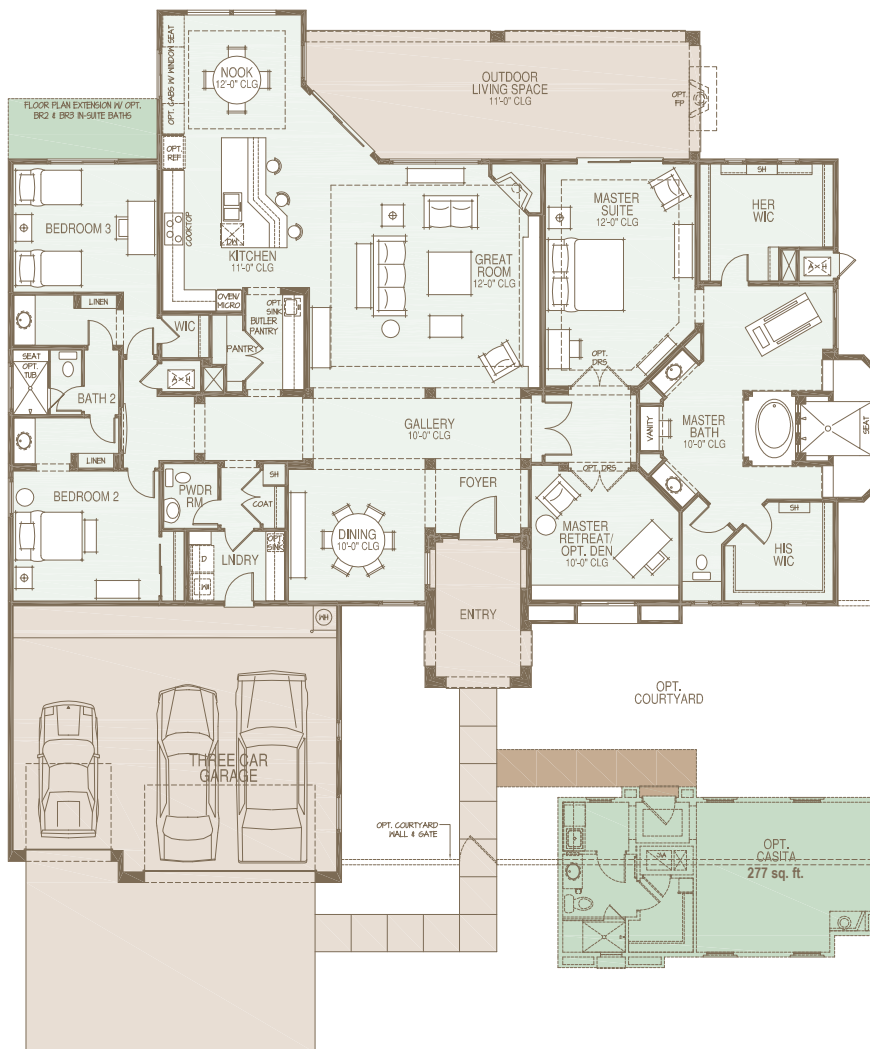 NOOK
12'-0" CLG
OPT. CABS W/ WINDOW SEAT
OUTDOOR
LIVING SPACE
11'-0" CLG
OPT.
FP
FLOOR PLAN EXTENSION W/ OPT.
BR2 & BR3 IN-SUITE BATHS
OPT.
REF
BEDROOM 3
COOKTOP
DW
KITCHEN
11'-0" CLG
GREAT
ROOM
12'-0" CLG
MASTER
SUITE
12'-0" CLG
SH
HER
WIC
A×H
LINEN
WIC
OVEN/
MICRO
OPT.
SINK
BUTLER
PANTRY
PANTRY
SEAT
OPT.
TUB
BATH 2
A×H
OPT.
DRS
GALLERY
10'-0" CLG
VANITY
MASTER
BATH
10'-0" CLG
SEAT
LINEN
BEDROOM 2
PWDR
RM
SH
COAT
FOYER
OPT. DRS
DINING
10'-0" CLG
MASTER
RETREAT/
OPT. DEN
10'-0" CLG
SH
HIS
WIC
D
W
LNDRY
OPT
SINK
WH
ENTRY
OPT.
COURTYARD
THREE CAR
GARAGE
OPT. COURTYARD
WALL & GATE
OPT.
CASITA
277 sq. ft.